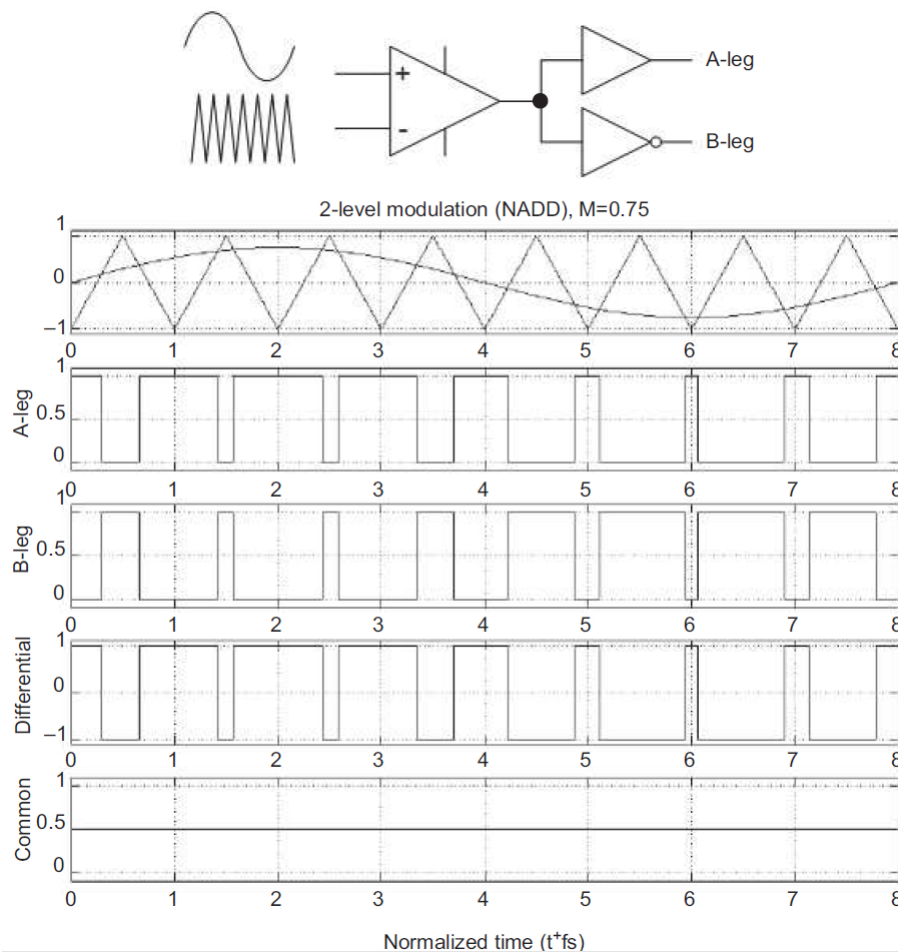 +
-
A-leg
B-leg
2-level modulation (NADD), M=0.75
1
0
−1
0 1 2 3 4 5 6 7 8
A-leg
1
0.5
0
0 1 2 3 4 5 6 7 8
B-leg
1
0.5
0
0 1 2 3 4 5 6 7 8
Differential
1
0
−1
0 1 2 3 4 5 6 7 8
Common
1
0.5
0
0 1 2 3 4 5 6 7 8
Normalized time (t⁺fs)